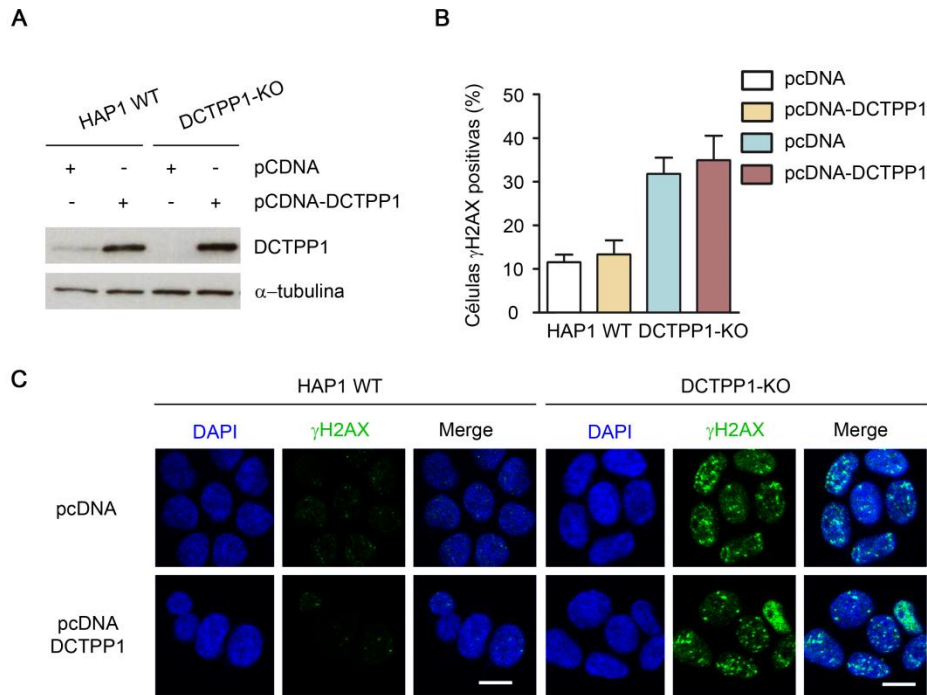 A
HAP1 WT
DCTPP1-KO
+ - + - pCDNA
- + - + pCDNA-DCTPP1
DCTPP1
α-tubulina
B
Células γH2AX positivas (%)
50
40
30
20
10
0
HAP1 WT DCTPP1-KO
pcDNA
pcDNA-DCTPP1
pcDNA
pcDNA-DCTPP1
C
HAP1 WT DCTPP1-KO
DAPI γH2AX Merge DAPI γH2AX Merge
pcDNA
pcDNA
DCTPP1